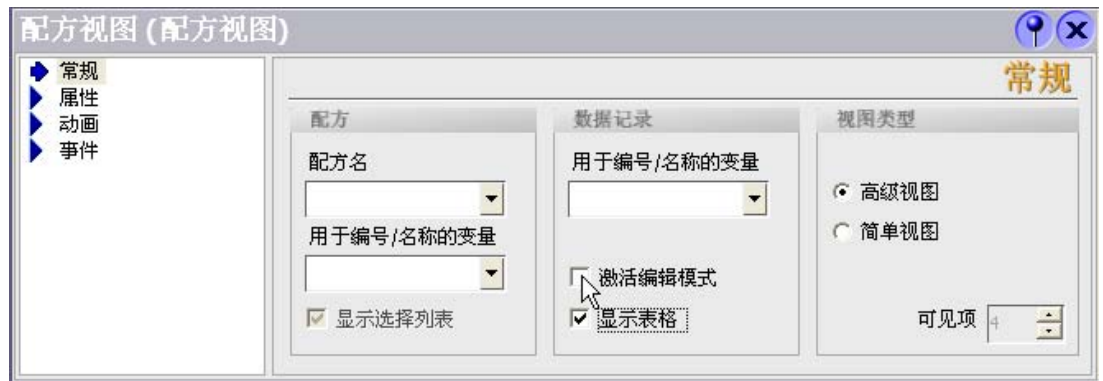 配方视图 (配方视图)
常规
属性
动画
事件
常规
配方
配方名
用于编号/名称的变量
显示选择列表
数据记录
用于编号/名称的变量
激活编辑模式
显示表格
视图类型
高级视图
简单视图
可见项 4